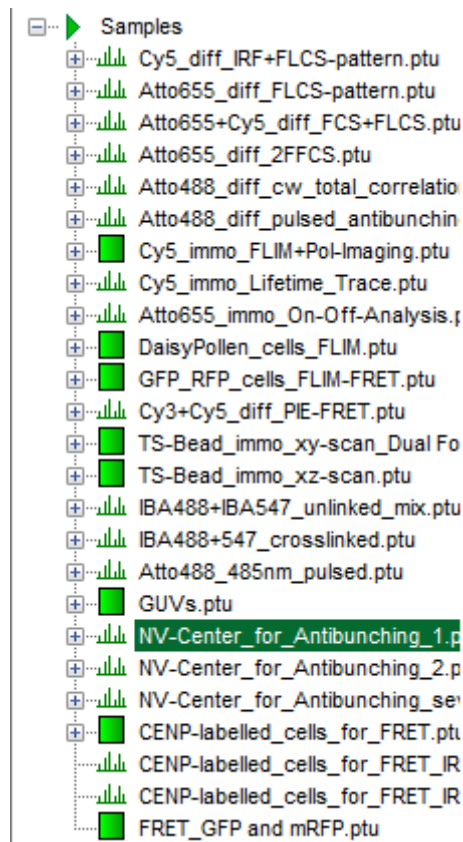 Samples
Cy5_diff_IRF+FLCS-pattern.ptu
Atto655_diff_FLCS-pattern.ptu
Atto655+Cy5_diff_FCS+FLCS.ptu
Atto655_diff_2FFCS.ptu
Atto488_diff_cw_total_correlatio
Atto488_diff_pulsed_antibunchin
Cy5_immo_FLIM+Pol-Imaging.ptu
Cy5_immo_Lifetime_Trace.ptu
Atto655_immo_On-Off-Analysis.p
DaisyPollen_cells_FLIM.ptu
GFP_RFP_cells_FLIM-FRET.ptu
Cy3+Cy5_diff_PIE-FRET.ptu
TS-Bead_immo_xy-scan_Dual Fo
TS-Bead_immo_xz-scan.ptu
IBA488+IBA547_unlinked_mix.ptu
IBA488+547_crosslinked.ptu
Atto488_485nm_pulsed.ptu
GUVs.ptu
NV-Center_for_Antibunching_1.p
NV-Center_for_Antibunching_2.p
NV-Center_for_Antibunching_sev
CENP-labelled_cells_for_FRET.ptu
CENP-labelled_cells_for_FRET_IR
CENP-labelled_cells_for_FRET_IR
FRET_GFP and mRFP.ptu